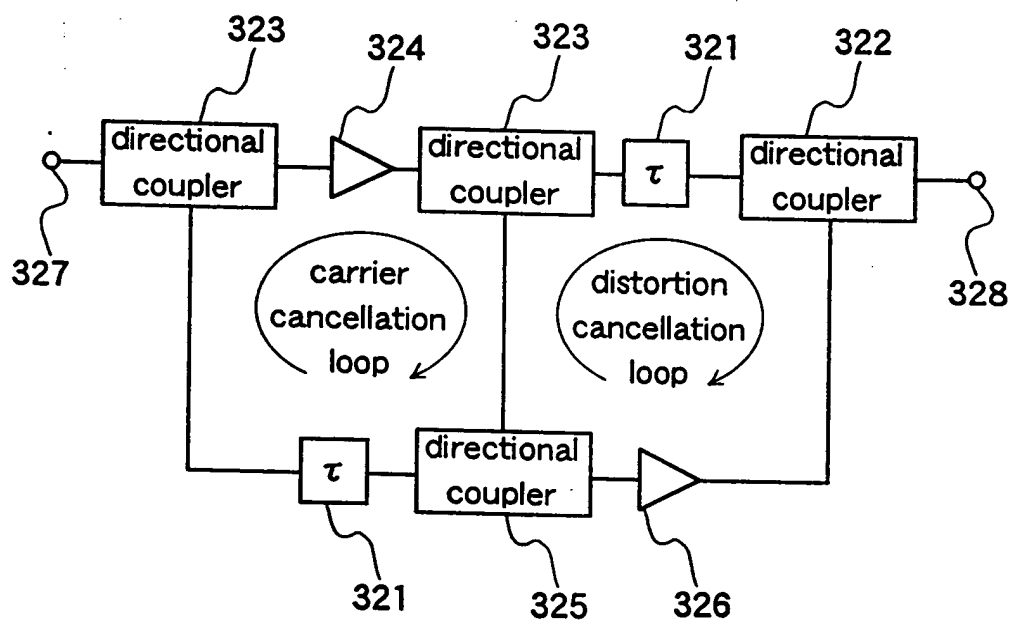 323
324
323
321
322
directional
coupler
directional
coupler
τ
directional
coupler
327
328
carrier
cancellation
loop
distortion
cancellation
loop
τ
directional
coupler
321
325
326